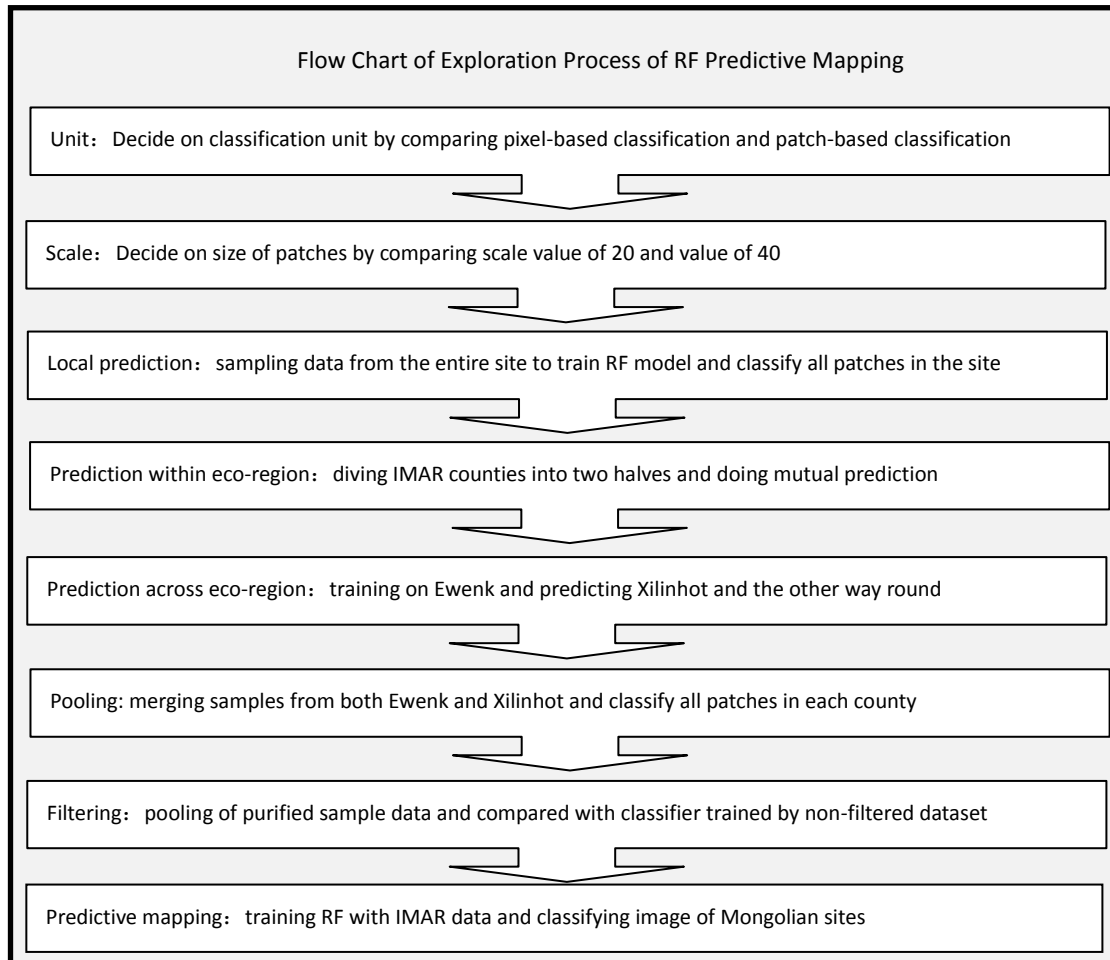 Flow Chart of Exploration Process of RF Predictive Mapping
Unit：Decide on classification unit by comparing pixel-based classification and patch-based classification
Scale：Decide on size of patches by comparing scale value of 20 and value of 40
Local prediction：sampling data from the entire site to train RF model and classify all patches in the site
Prediction within eco-region：diving IMAR counties into two halves and doing mutual prediction
Prediction across eco-region：training on Ewenk and predicting Xilinhot and the other way round
Pooling: merging samples from both Ewenk and Xilinhot and classify all patches in each county
Filtering：pooling of purified sample data and compared with classifier trained by non-filtered dataset
Predictive mapping：training RF with IMAR data and classifying image of Mongolian sites